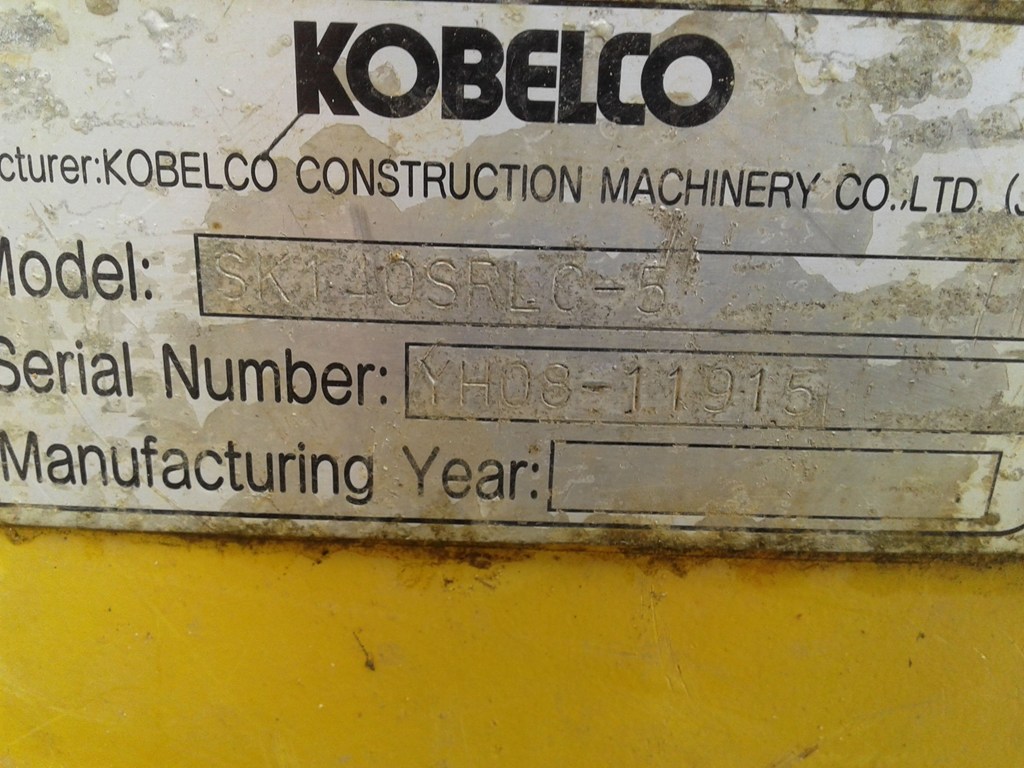 KOBELCO
cturer:KOBELCO CONSTRUCTION MACHINERY CO.,LTD. (J
Model: SK140SRLC-5
Serial Number: YH08-11915
Manufacturing Year: